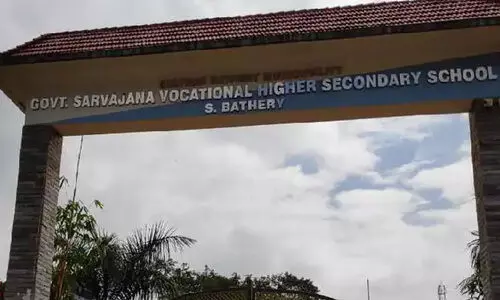 GOVT. SARVAJANA VOCATIONAL HIGHER SECONDARY SCHOOL
S. BATHERY